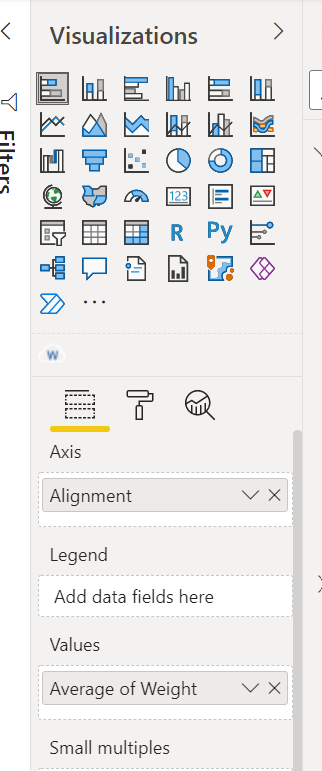 Visualizations
Filters
123
R
Py
W
Axis
Alignment
Legend
Add data fields here
Values
Average of Weight
Small multiples